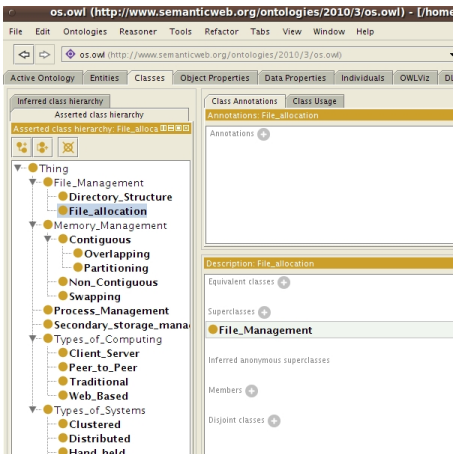 os.owl (http://www.semanticweb.org/ontologies/2010/3/os.owl) - [/home
File Edit Ontologies Reasoner Tools Refactor Tabs View Window Help
os.owl (http://www.semanticweb.org/ontologies/2010/3/os.owl)
Active Ontology Entities Classes Object Properties Data Properties Individuals OWLViz DL
Inferred class hierarchy
Asserted class hierarchy
Asserted class hierarchy: File_alloca
Thing
File_Management
Directory_Structure
File_allocation
Memory_Management
Contiguous
Overlapping
Partitioning
Non_Contiguous
Swapping
Process_Management
Secondary_storage_mana
Types_of_Computing
Client_Server
Peer_to_Peer
Traditional
Web_Based
Types_of_Systems
Clustered
Distributed
Hand_held
Class Annotations Class Usage
Annotations: File_allocation
Annotations
Description: File_allocation
Equivalent classes
Superclasses
File_Management
Inferred anonymous superclasses
Members
Disjoint classes